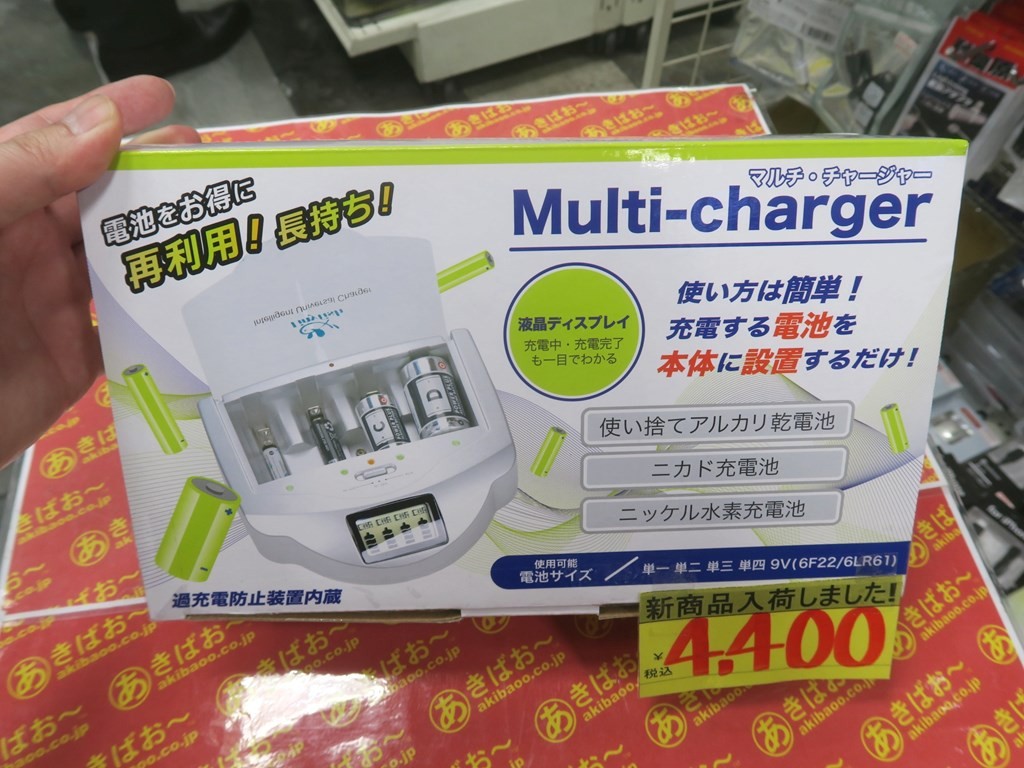 電池をお得に
再利用！長持ち！
マルチ・チャージャー
Multi-charger
Intelligent Universal Charger
液晶ディスプレイ
充電中・充電完了
も一目でわかる
使い方は簡単！
充電する電池を
本体に設置するだけ！
使い捨てアルカリ乾電池
ニカド充電池
ニッケル水素充電池
使用可能
電池サイズ／単一 単二 単三 単四 9V(6F22/6LR61)
過充電防止装置内蔵
新商品入荷しました!
¥4,400
税込
あきばお〜
akibaoo.co.jp